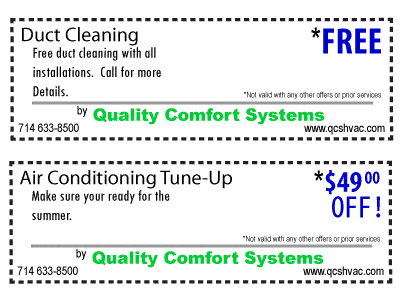 Duct Cleaning
*FREE
Free duct cleaning with all
installations. Call for more
Details.
*Not valid with any other offers or prior services.
by Quality Comfort Systems
714 633-8500
www.qcshvac.com
Air Conditioning Tune-Up
*$49 00
OFF!
Make sure your ready for the
summer.
*Not valid with any other offers or prior services.
by Quality Comfort Systems
714 633-8500
www.qcshvac.com